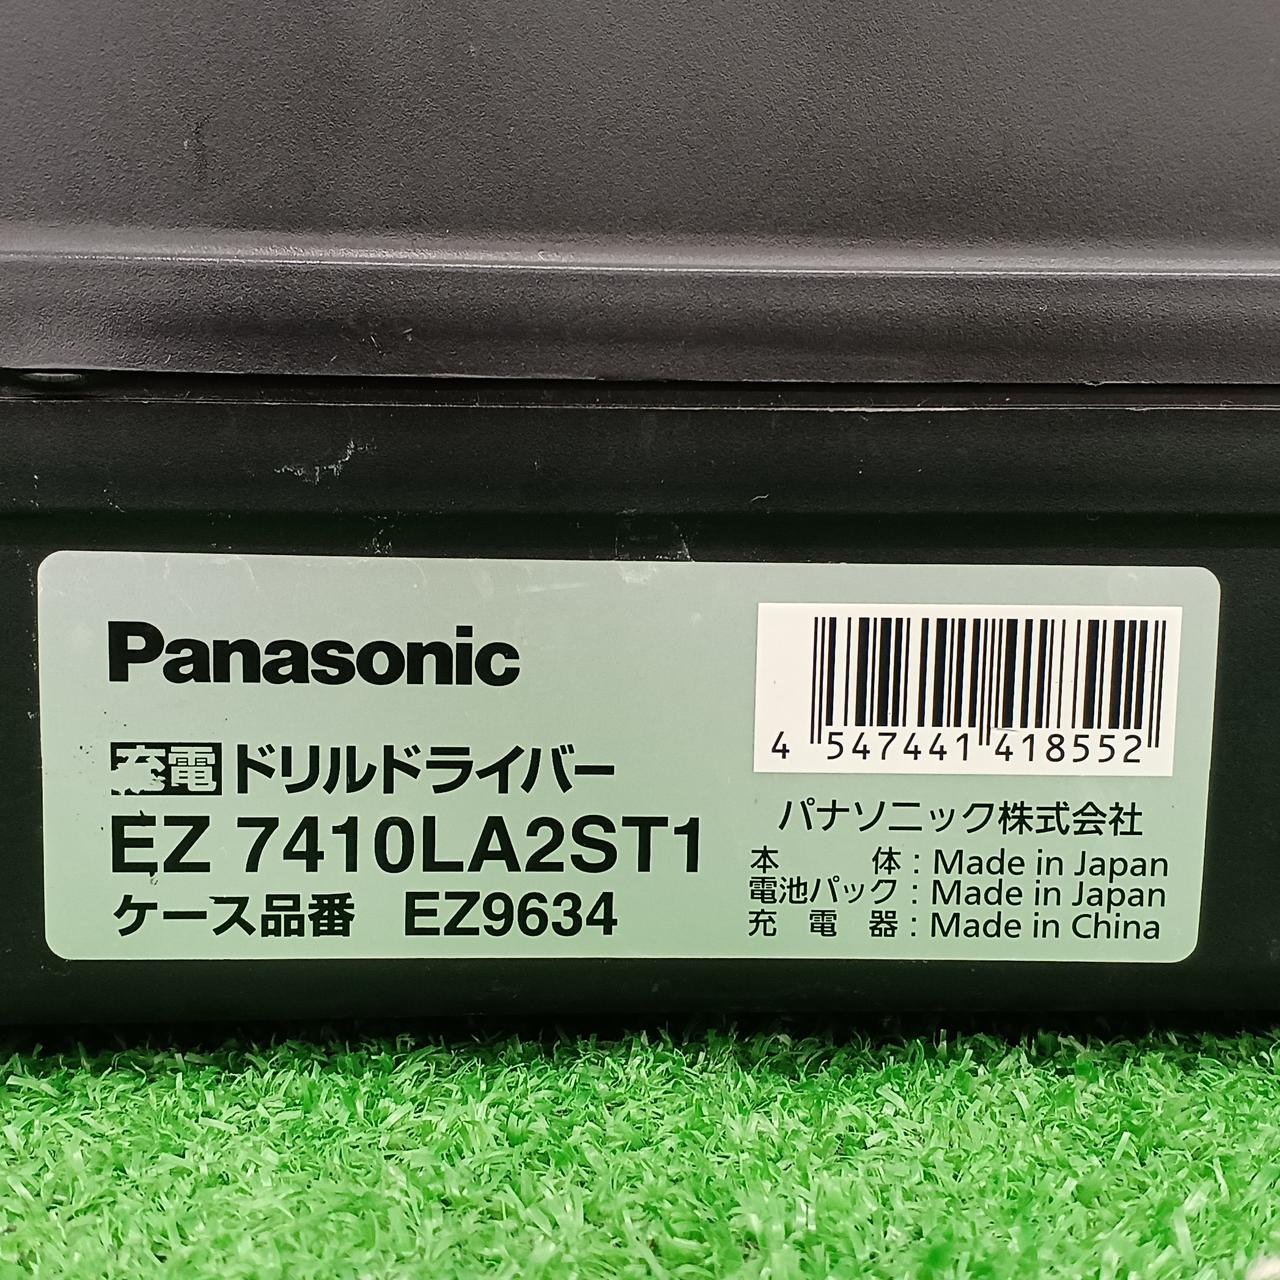 Panasonic
充電ドリルドライバー
EZ 7410LA2ST1
ケース品番 EZ9634
4 547441 418552
パナソニック株式会社
本体 : Made in Japan
電池パック : Made in Japan
充電器 : Made in China